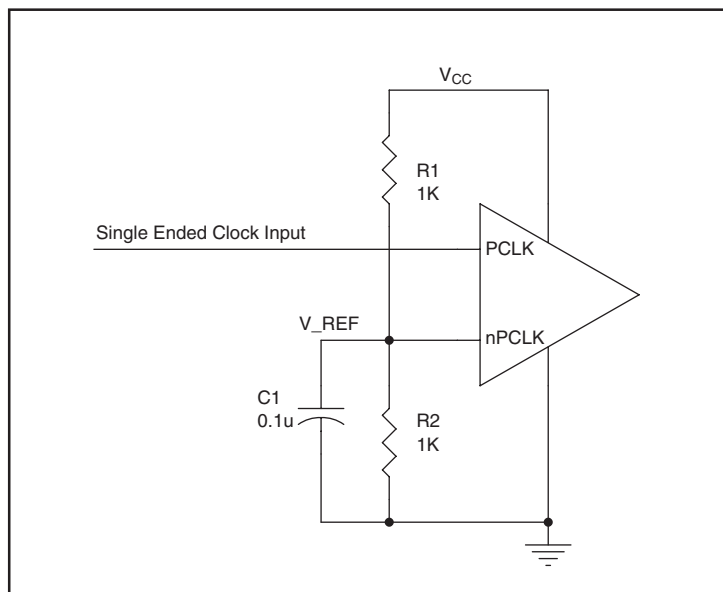 VCC
R1
1K
Single Ended Clock Input
PCLK
V_REF
nPCLK
C1
0.1u
R2
1K